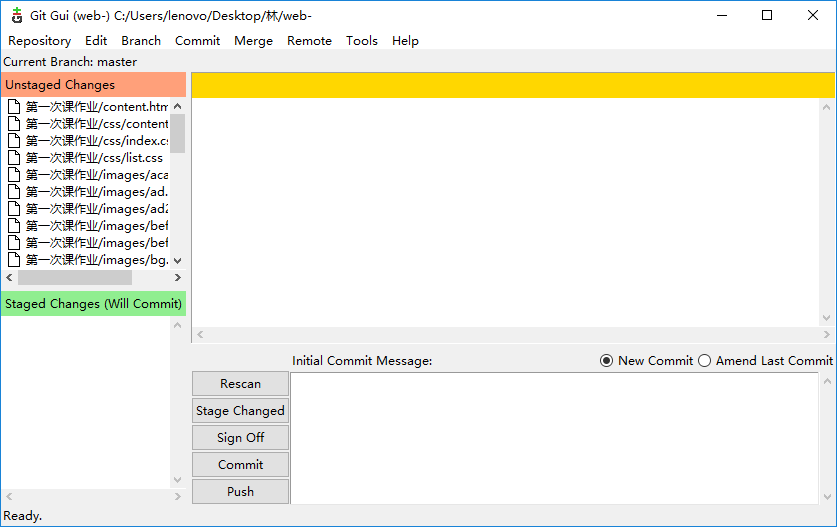 Git Gui (web-) C:/Users/lenovo/Desktop/林/web-
Repository Edit Branch Commit Merge Remote Tools Help
Current Branch: master
Unstaged Changes
第一次课作业/content.htm
第一次课作业/css/content
第一次课作业/css/index.cs
第一次课作业/css/list.css
第一次课作业/images/aca
第一次课作业/images/ad.
第一次课作业/images/ad2
第一次课作业/images/bef
第一次课作业/images/bef
第一次课作业/images/bg.
Staged Changes (Will Commit)
Initial Commit Message:
New Commit
Amend Last Commit
Rescan
Stage Changed
Sign Off
Commit
Push
Ready.